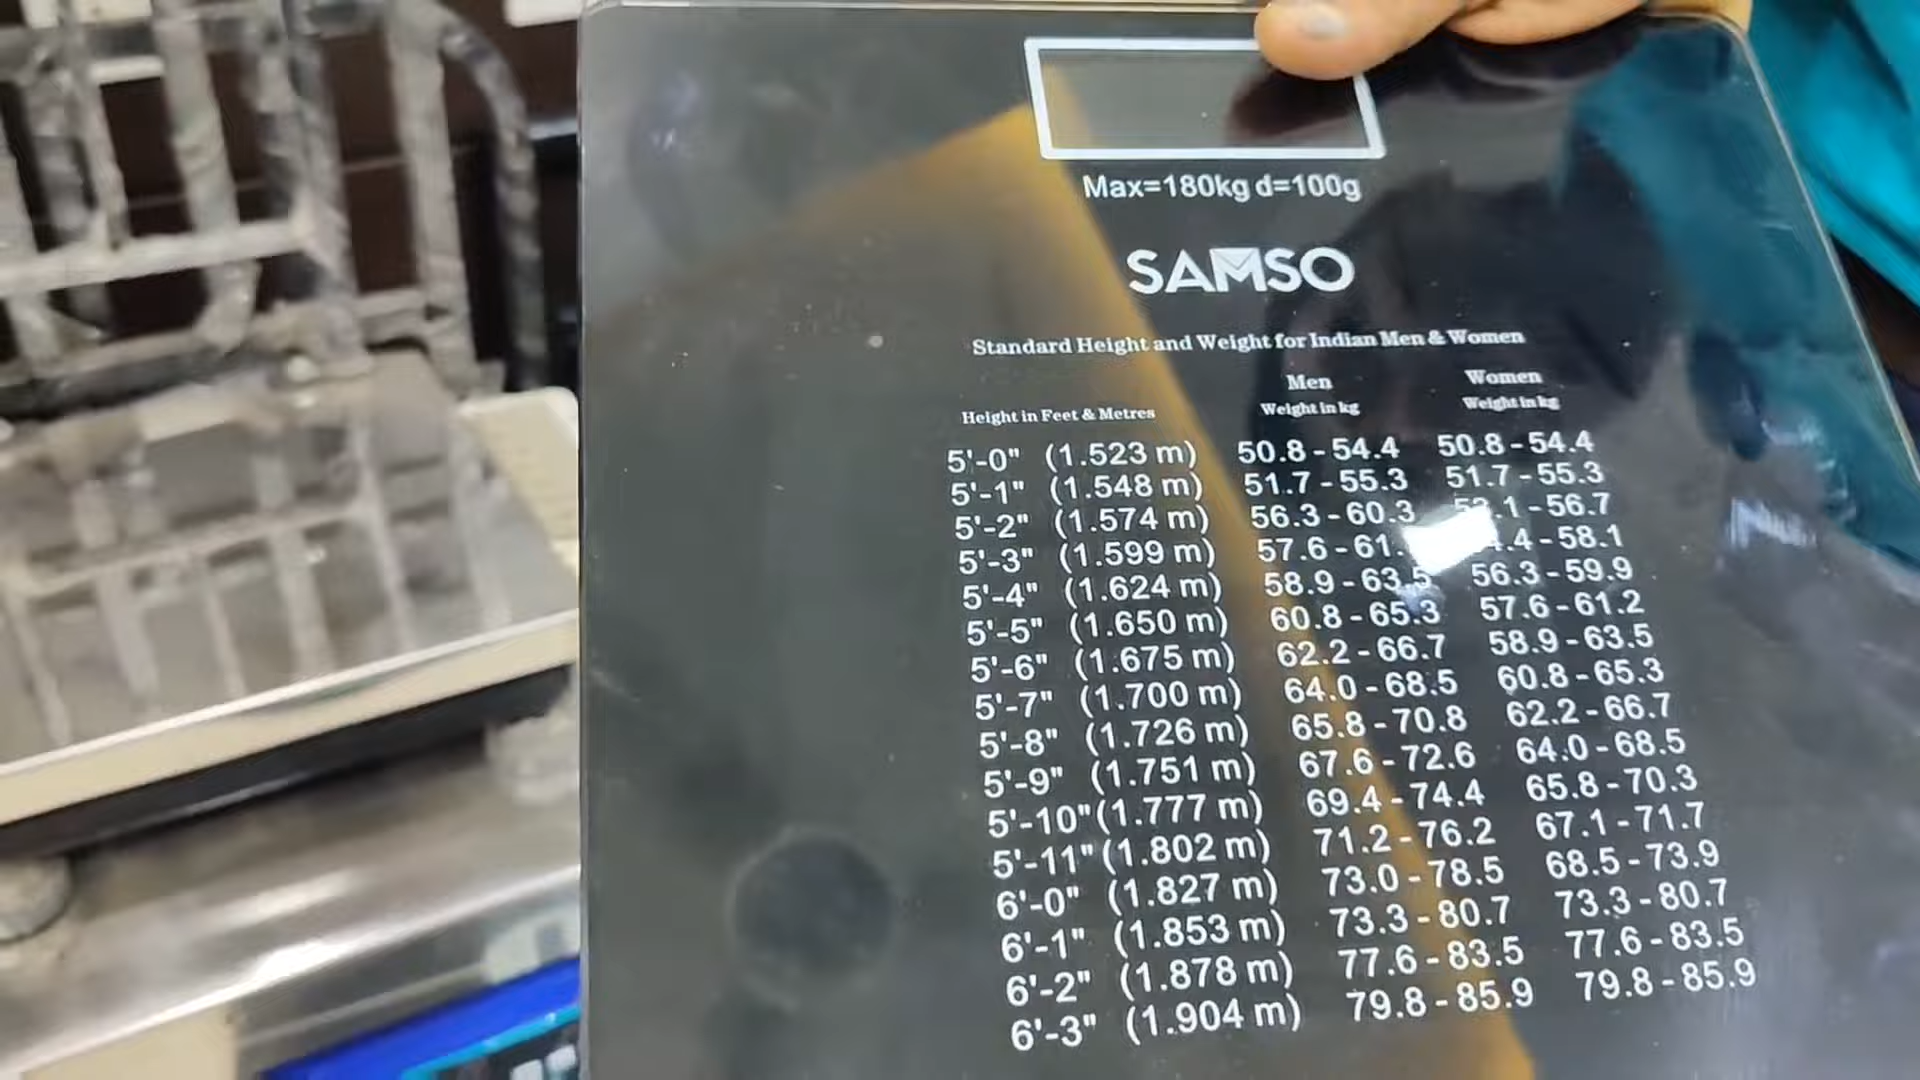 Max=180kg d=100g
SAMSO
Standard Height and Weight for Indian Men & Women
Men Women
Height in Feet & Metres Weight in kg Weight in kg
5'-0" (1.523 m) 50.8 - 54.4 50.8 - 54.4
5'-1" (1.548 m) 51.7 - 55.3 51.7 - 55.3
5'-2" (1.574 m) 56.3 - 60.3 - 56.7
5'-3" (1.599 m) 57.6 - - 58.1
5'-4" (1.624 m) 58.9 - 63.5 56.3 - 59.9
5'-5" (1.650 m) 60.8 - 65.3 57.6 - 61.2
5'-6" (1.675 m) 62.2 - 66.7 58.9 - 63.5
5'-7" (1.700 m) 64.0 - 68.5 60.8 - 65.3
5'-8" (1.726 m) 65.8 - 70.8 62.2 - 66.7
5'-9" (1.751 m) 67.6 - 72.6 64.0 - 68.5
5'-10" (1.777 m) 69.4 - 74.4 65.8 - 70.3
5'-11" (1.802 m) 71.2 - 76.2 67.1 - 71.7
6'-0" (1.827 m) 73.0 - 78.5 68.5 - 73.9
6'-1" (1.853 m) 73.3 - 80.7 73.3 - 80.7
6'-2" (1.878 m) 77.6 - 83.5 77.6 - 83.5
6'-3" (1.904 m) 79.8 - 85.9 79.8 - 85.9